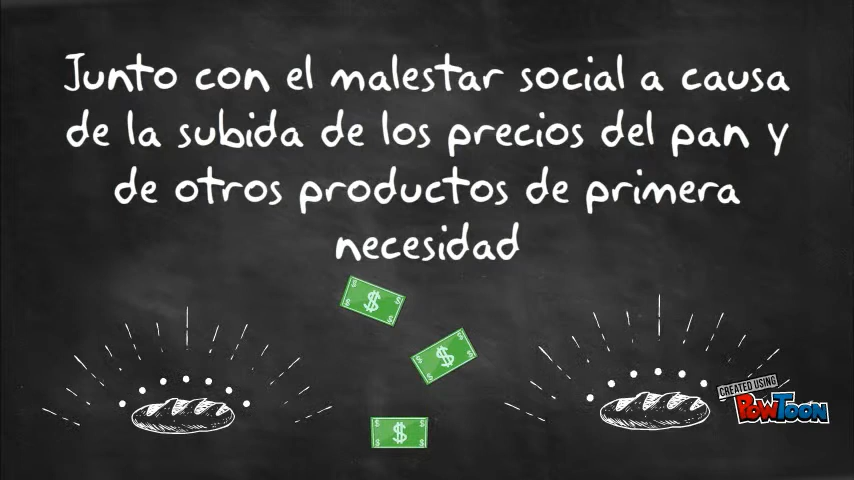 Junto con el malestar social a causa
de la subida de los precios del pan y
de otros productos de primera
necesidad
CREATED USING
POWTOON